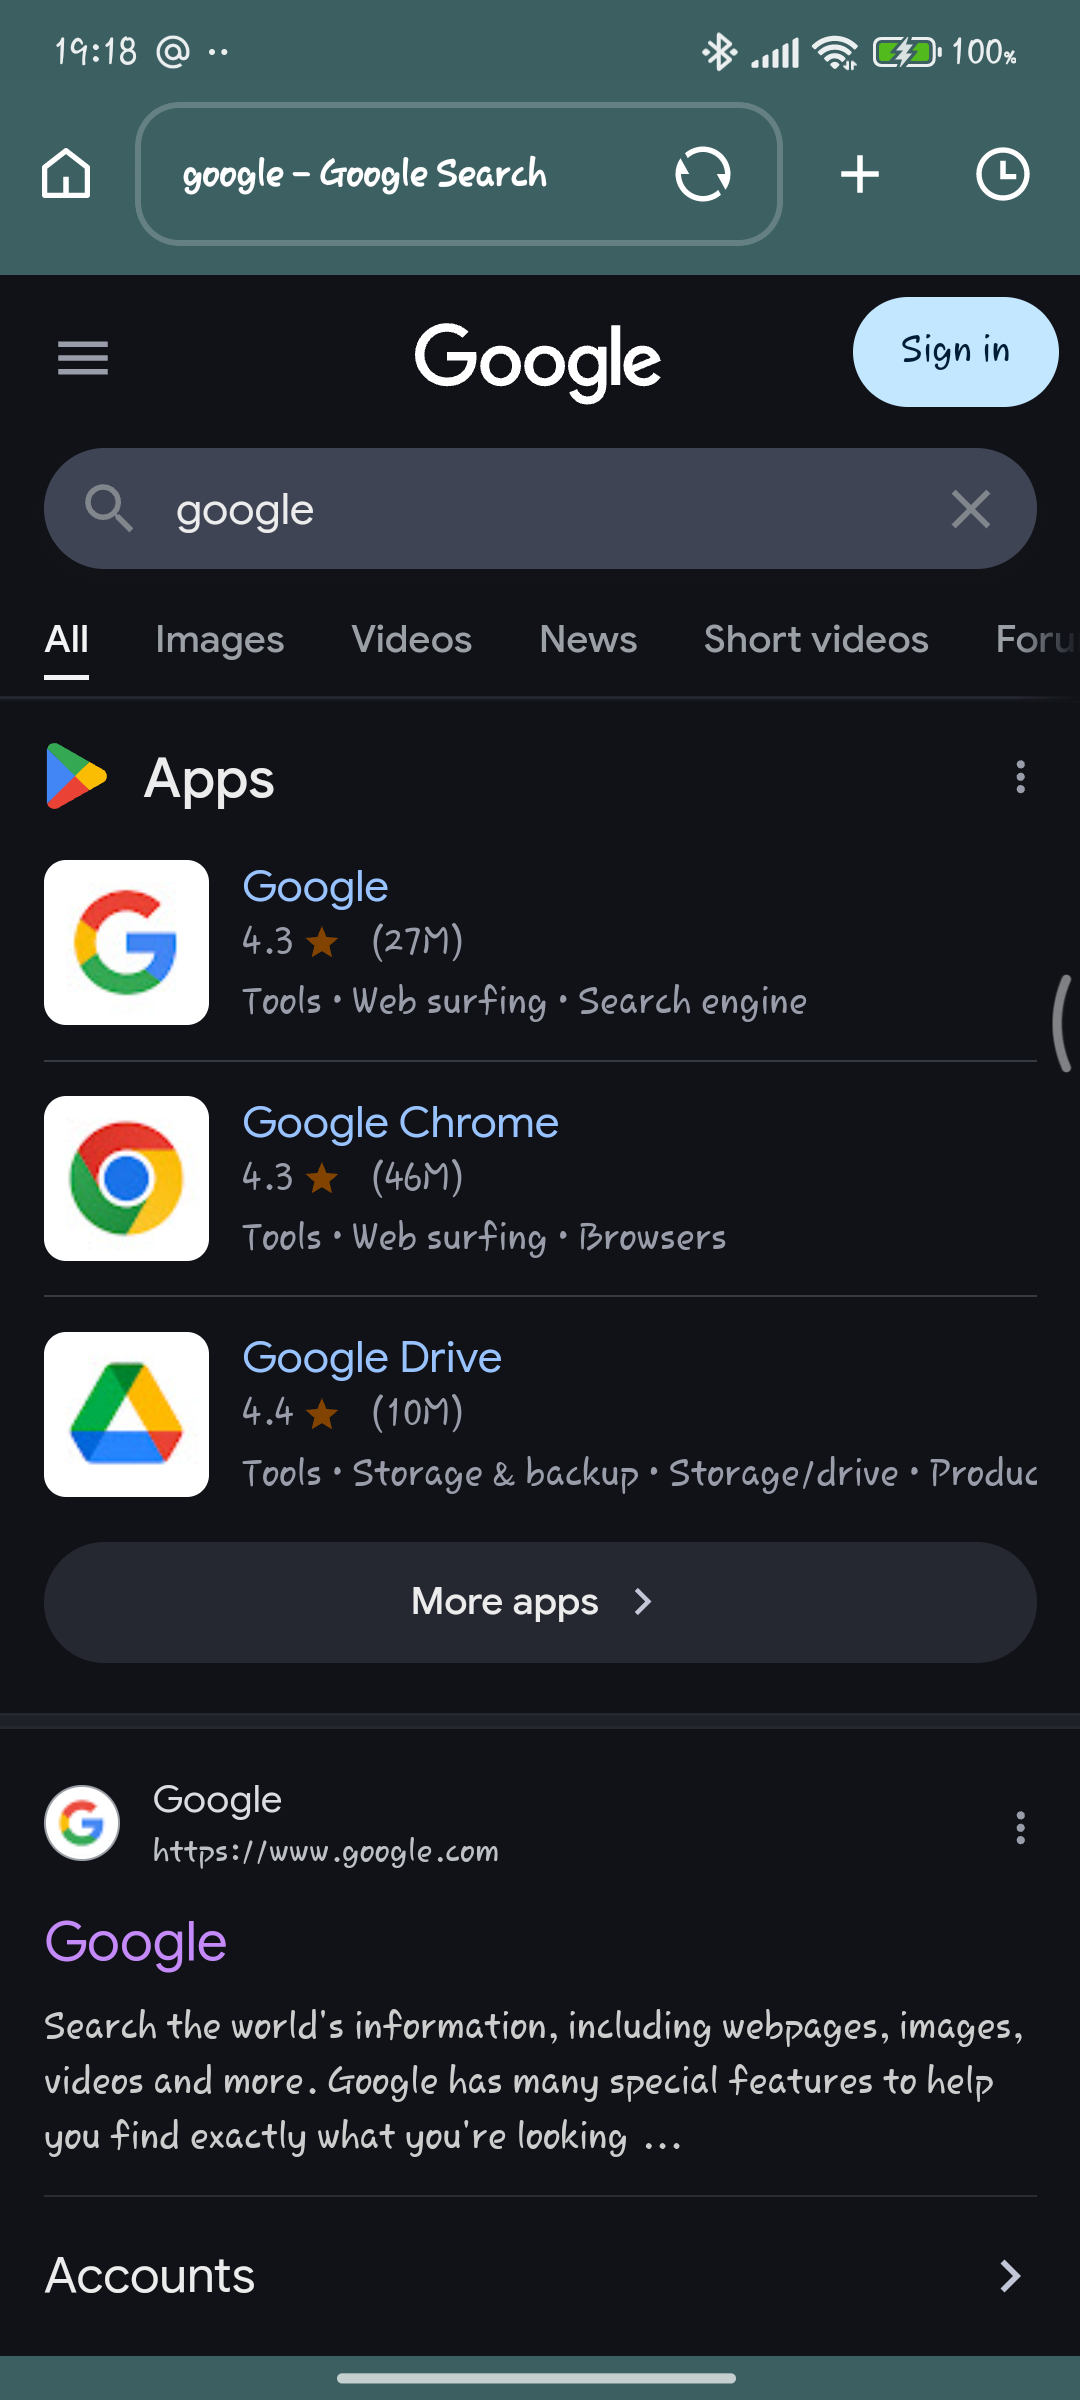 19:18
100%
google - Google Search
Google
Sign in
google
All Images Videos News Short videos Foru
Apps
Google
4.3 (27M)
Tools • Web surfing • Search engine
Google Chrome
4.3 (46M)
Tools • Web surfing • Browsers
Google Drive
4.4 (10M)
Tools • Storage & backup • Storage/drive • Produc
More apps
Google
https://www.google.com
Google
Search the world's information, including webpages, images,
videos and more. Google has many special features to help
you find exactly what you're looking ...
Accounts